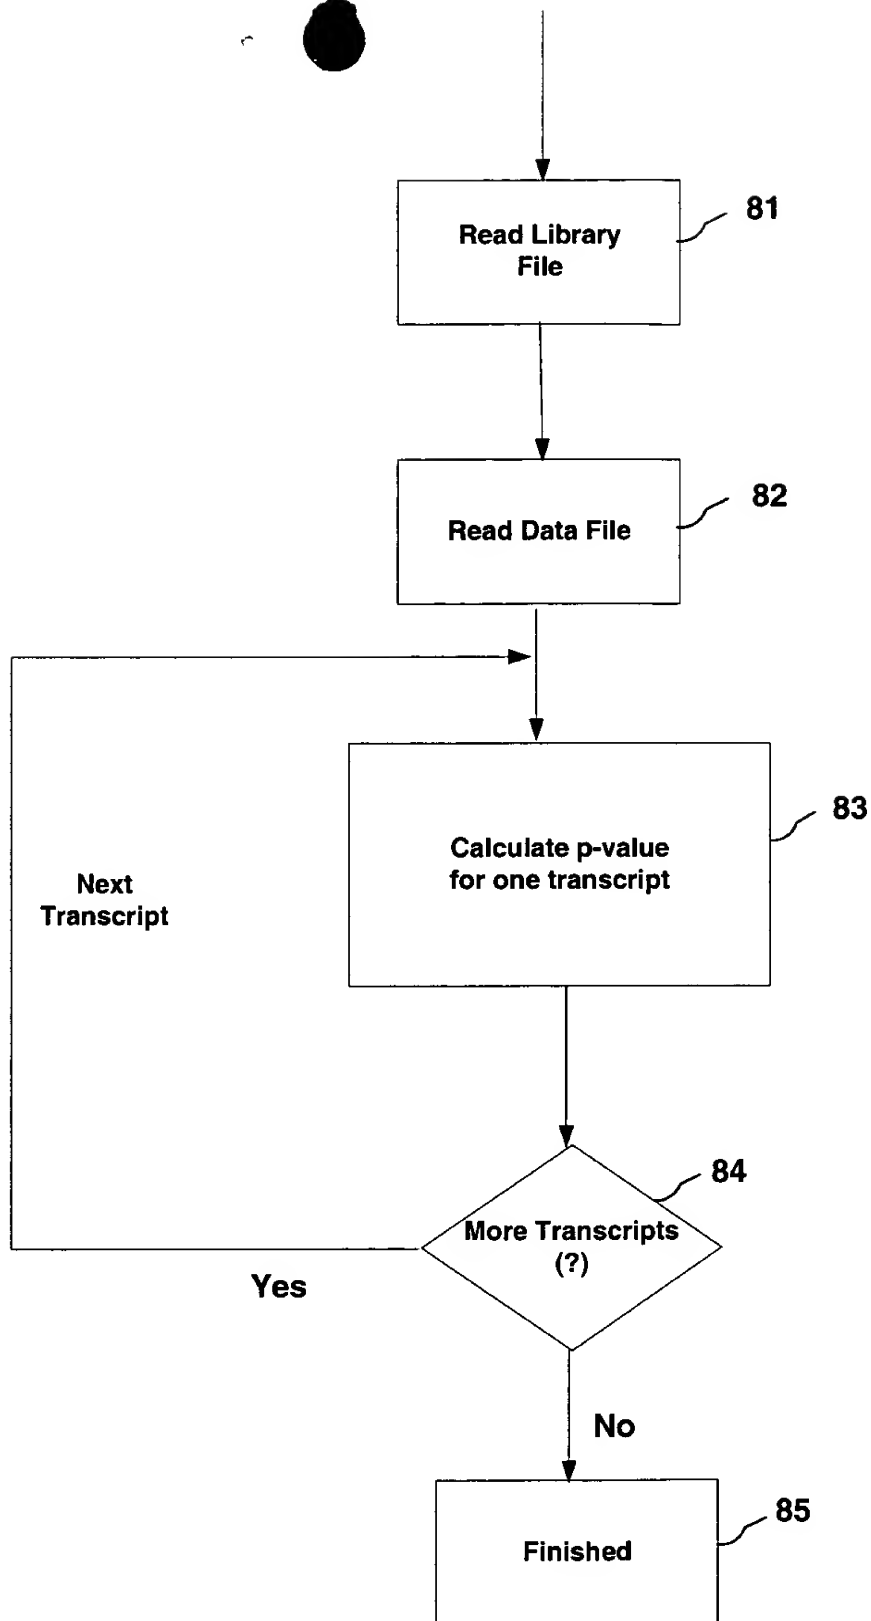 81
Read Library
File
82
Read Data File
83
Calculate p-value
for one transcript
Next
Transcript
84
More Transcripts
(?)
Yes
No
85
Finished